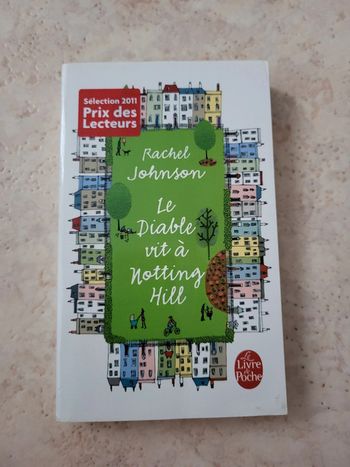 Sélection 2011
Prix des
Lecteurs
Rachel
Johnson
Le
Diable
vit à
Notting
Hill
Le
Livre
de
Poche